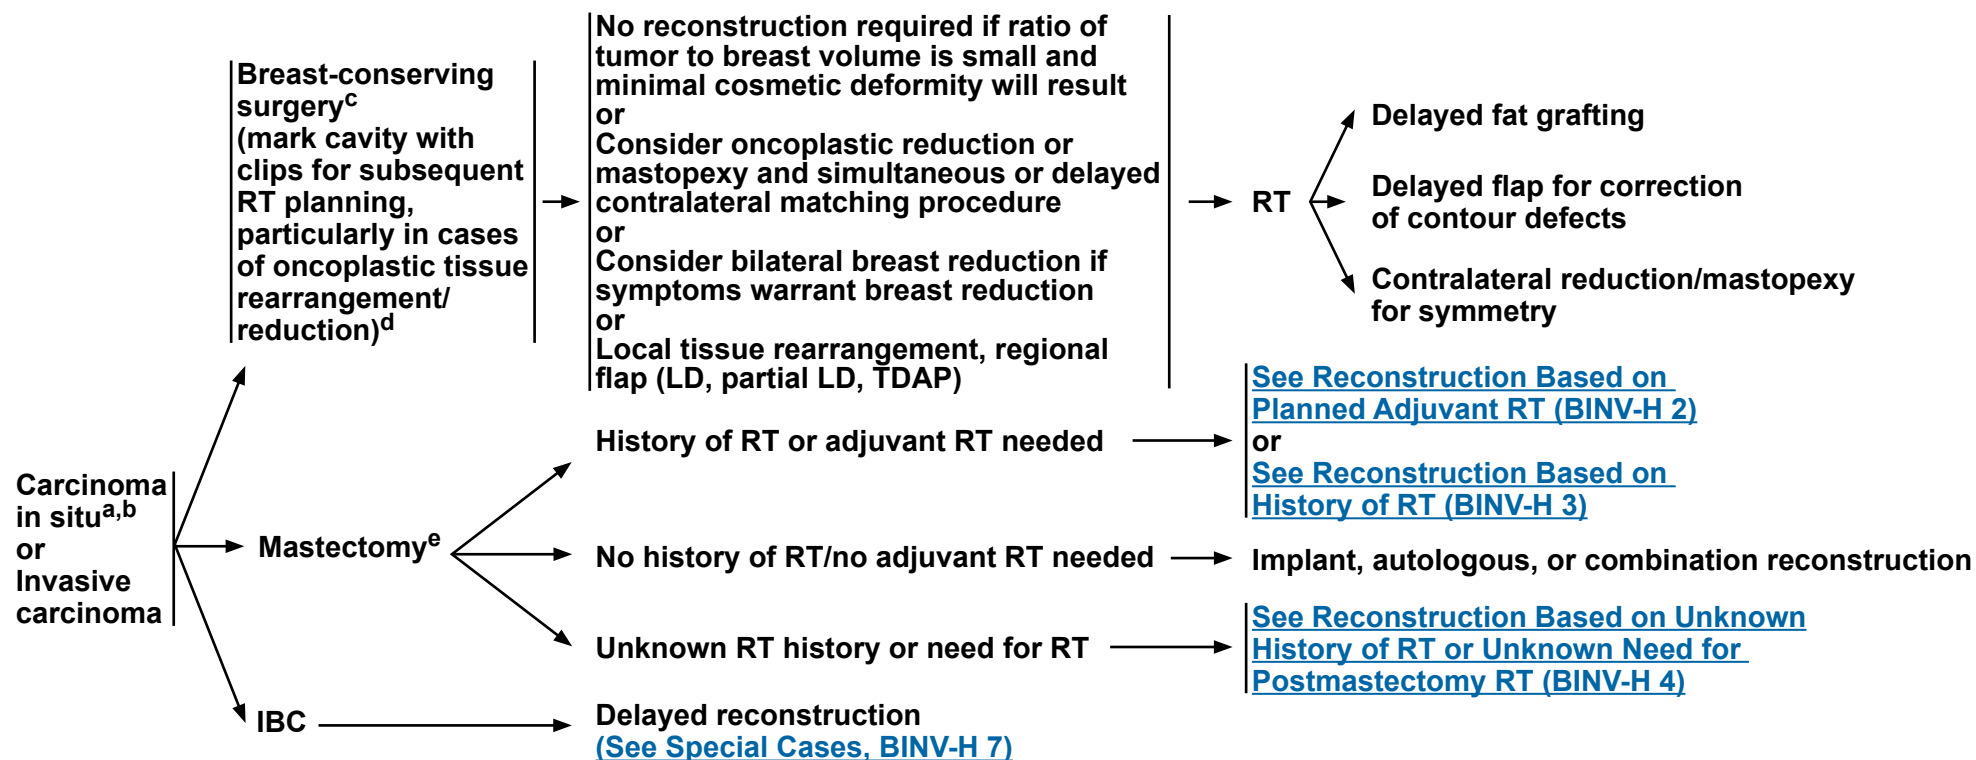 Carcinoma
in situa,b
or
Invasive
carcinoma
Breast-conserving
surgeryc
(mark cavity with
clips for subsequent
RT planning,
particularly in cases
of oncoplastic tissue
rearrangement/
reduction)d
No reconstruction required if ratio of
tumor to breast volume is small and
minimal cosmetic deformity will result
or
Consider oncoplastic reduction or
mastopexy and simultaneous or delayed
contralateral matching procedure
or
Consider bilateral breast reduction if
symptoms warrant breast reduction
or
Local tissue rearrangement, regional
flap (LD, partial LD, TDAP)
RT
Delayed fat grafting
Delayed flap for correction
of contour defects
Contralateral reduction/mastopexy
for symmetry
Mastectomye
History of RT or adjuvant RT needed
See Reconstruction Based on
Planned Adjuvant RT (BINV-H 2)
or
See Reconstruction Based on
History of RT (BINV-H 3)
No history of RT/no adjuvant RT needed
Implant, autologous, or combination reconstruction
Unknown RT history or need for RT
See Reconstruction Based on Unknown
History of RT or Unknown Need for
Postmastectomy RT (BINV-H 4)
IBC
Delayed reconstruction
(See Special Cases, BINV-H 7)